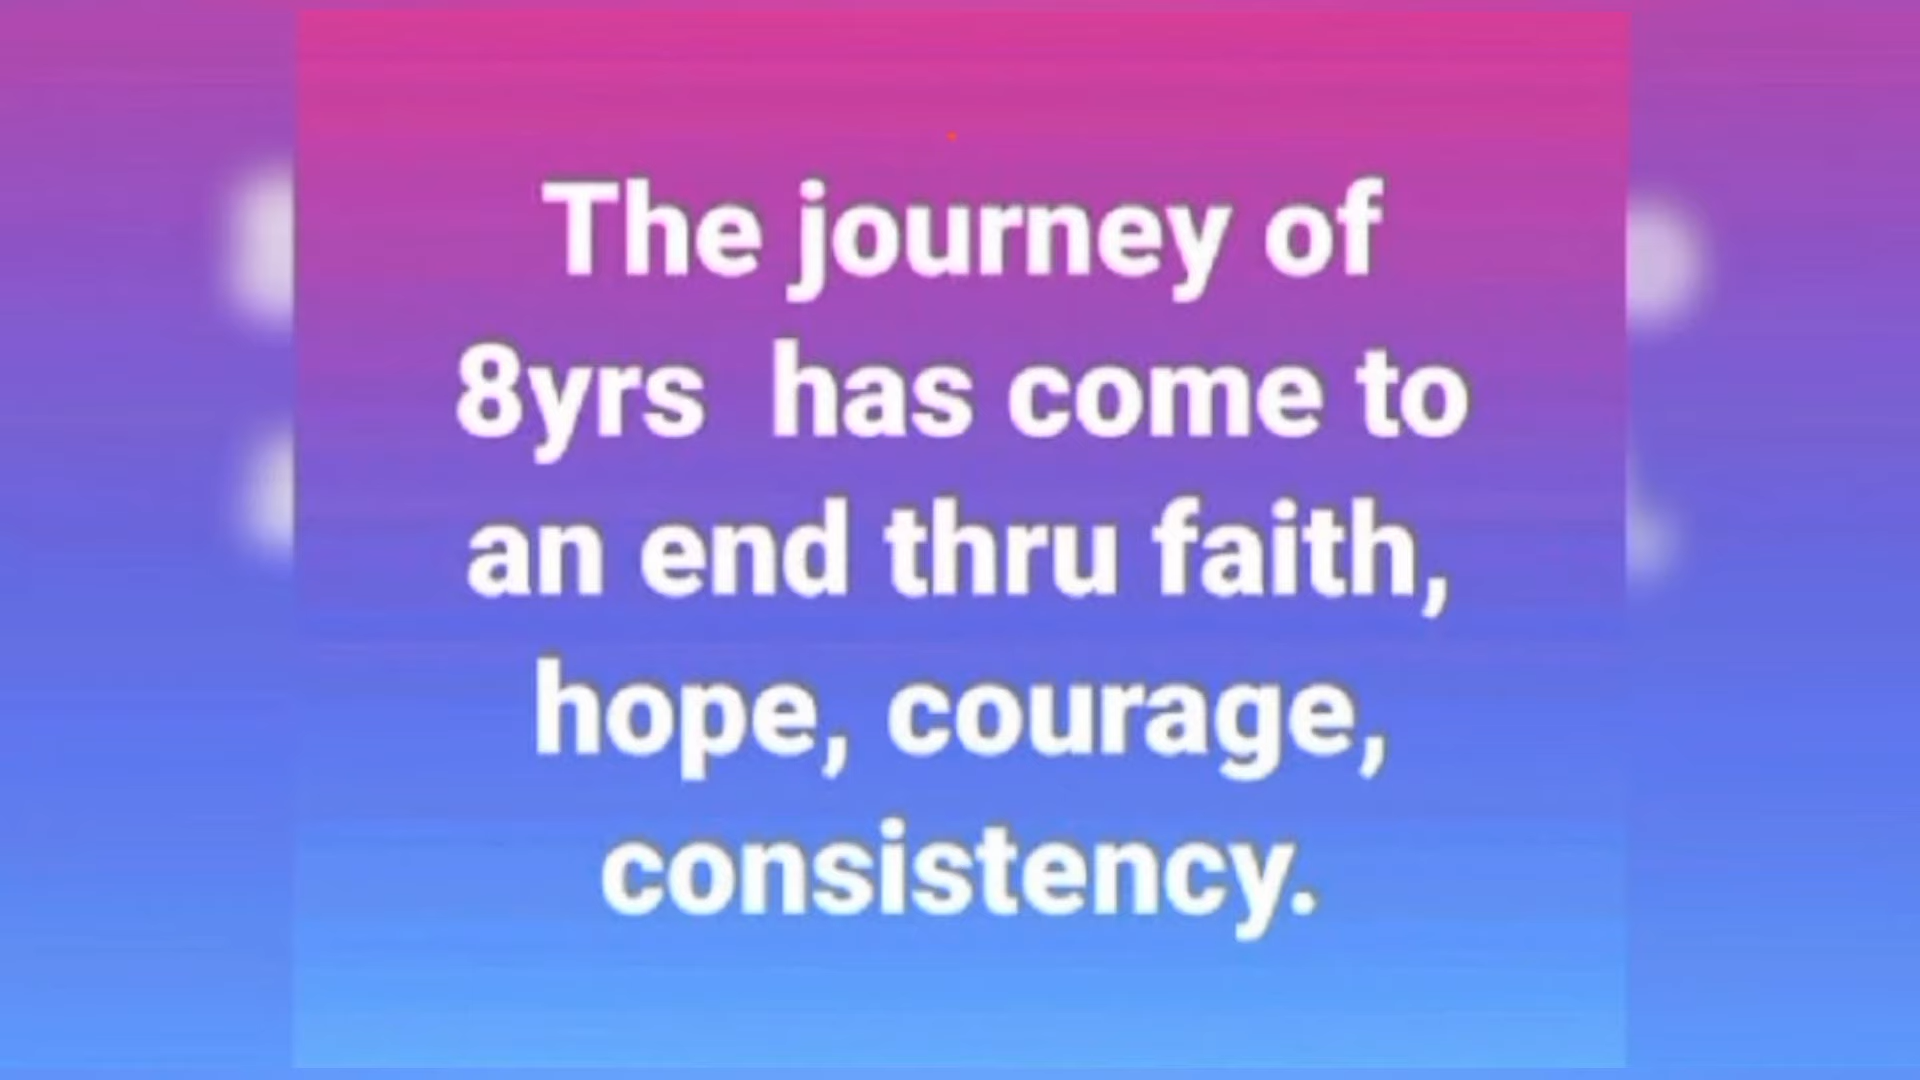 The journey of
8yrs  has come to
an end thru faith,
hope, courage,
consistency.